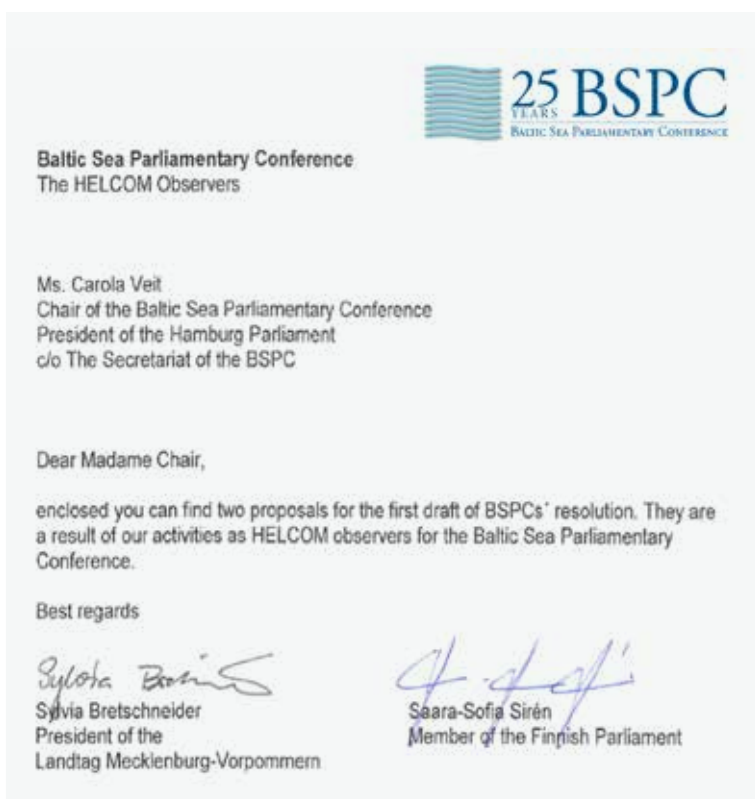 25 BSPC
YEARS
BALTIC SEA PARLIAMENTARY CONFERENCE
Baltic Sea Parliamentary Conference
The HELCOM Observers
Ms. Carola Veit
Chair of the Baltic Sea Parliamentary Conference
President of the Hamburg Parliament
c/o The Secretariat of the BSPC
Dear Madame Chair,
enclosed you can find two proposals for the first draft of BSPCs´ resolution. They are
a result of our activities as HELCOM observers for the Baltic Sea Parliamentary
Conference.
Best regards
Sylvia
Sylvia Bretschneider
President of the
Landtag Mecklenburg-Vorpommern
Saara-Sofia Sirén
Member of the Finnish Parliament